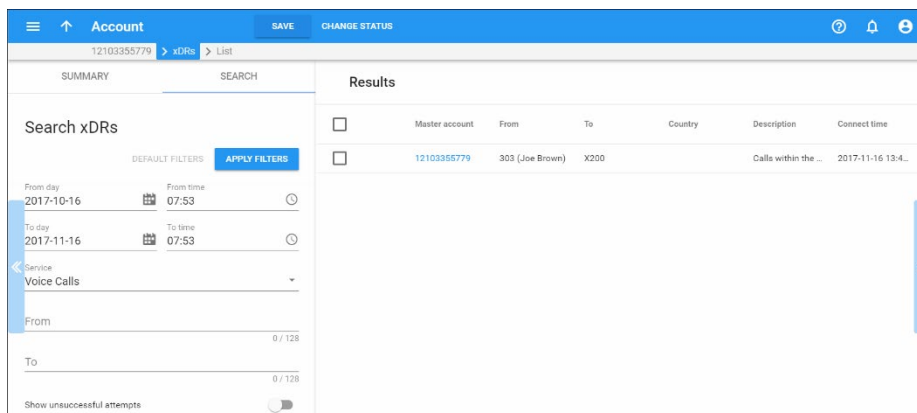 Account SAVE CHANGE STATUS
12103355779 xDRs List
SUMMARY SEARCH
Search xDRs
DEFAULT FILTERS APPLY FILTERS
From day From time
2017-10-16 07:53
To day To time
2017-11-16 07:53
Service
Voice Calls
From
0 / 128
To
0 / 128
Show unsuccessful attempts
Results
Master account From To Country Description Connect time
12103355779 303 (Joe Brown) X200 Calls within the ... 2017-11-16 13:4...